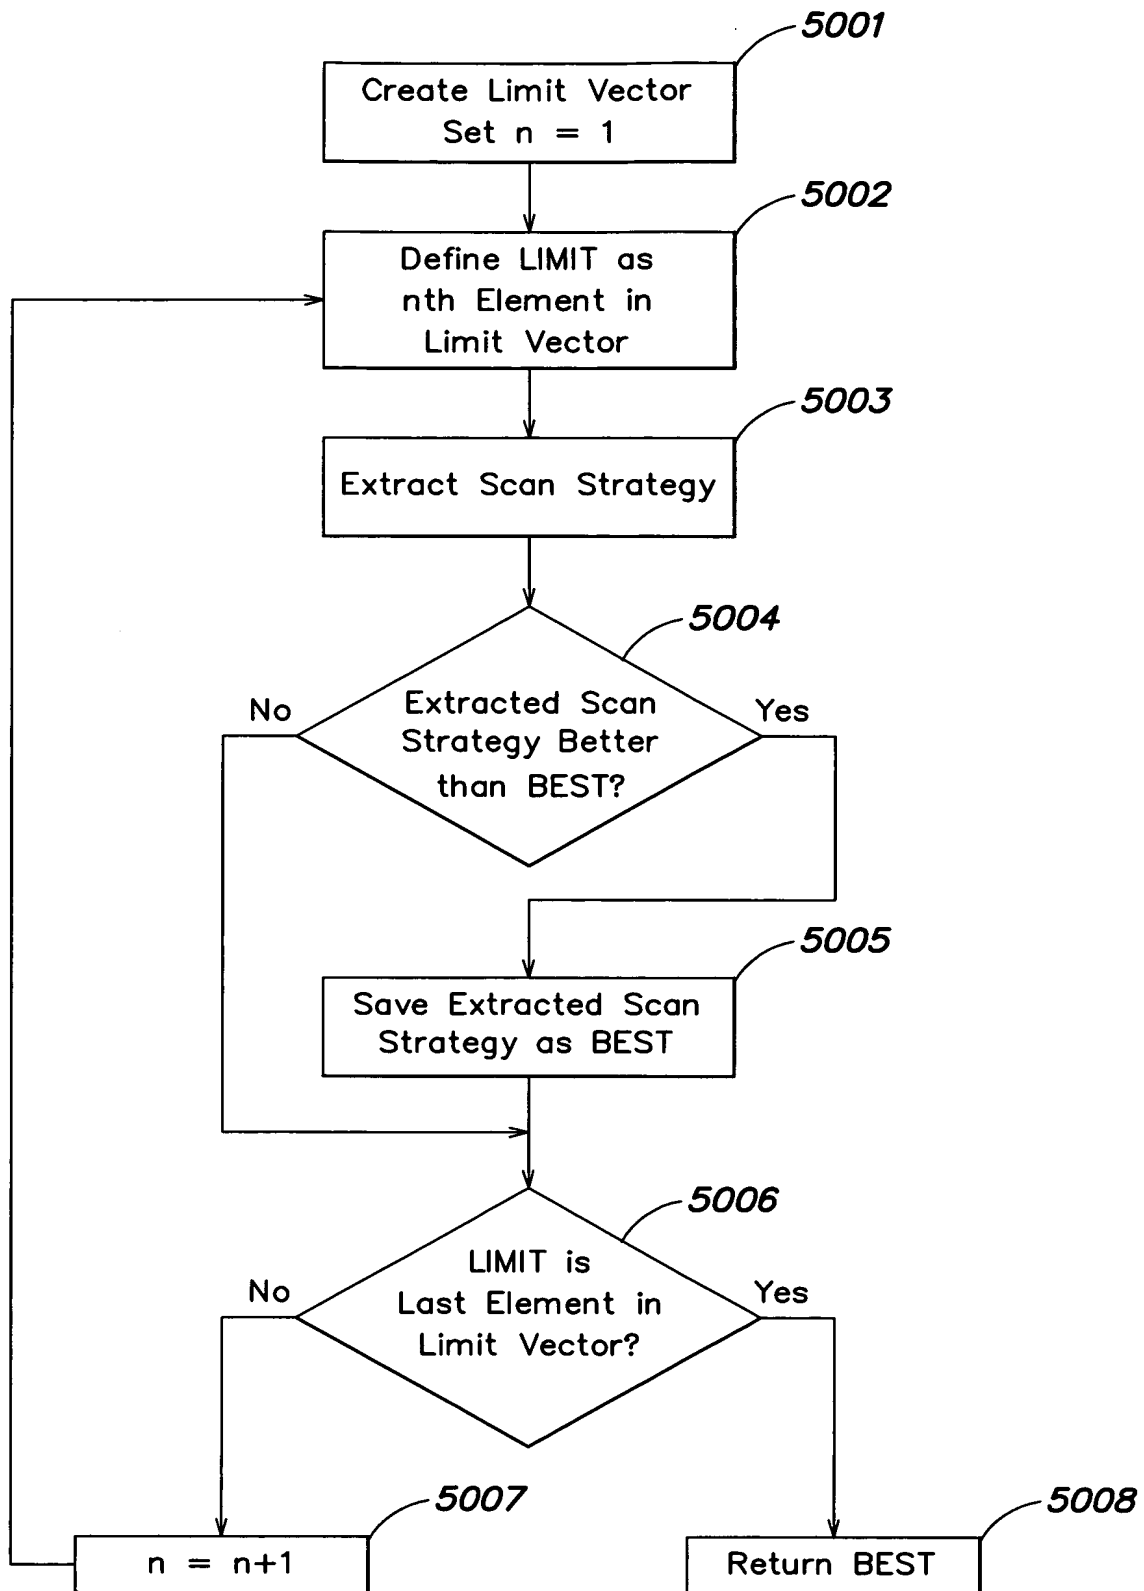 5001
Create Limit Vector
Set n = 1
5002
Define LIMIT as
nth Element in
Limit Vector
5003
Extract Scan Strategy
5004
No
Extracted Scan
Strategy Better
than BEST?
Yes
5005
Save Extracted Scan
Strategy as BEST
5006
No
LIMIT is
Last Element in
Limit Vector?
Yes
5007
n = n+1
5008
Return BEST